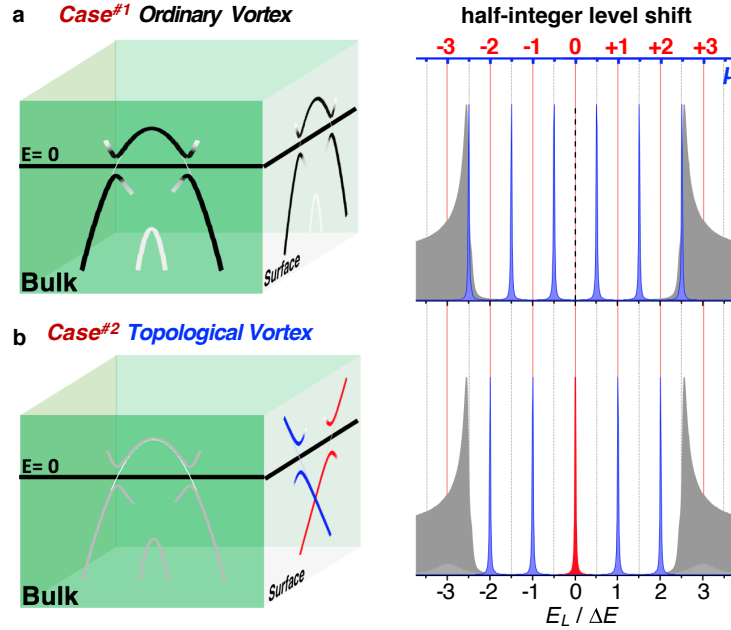 a Case#1 Ordinary Vortex
E= 0
Bulk
Surface
half-integer level shift
-3 -2 -1 0 +1 +2 +3
μ
b Case#2 Topological Vortex
E= 0
Bulk
Surface
-3 -2 -1 0 1 2 3
E_L / ΔE